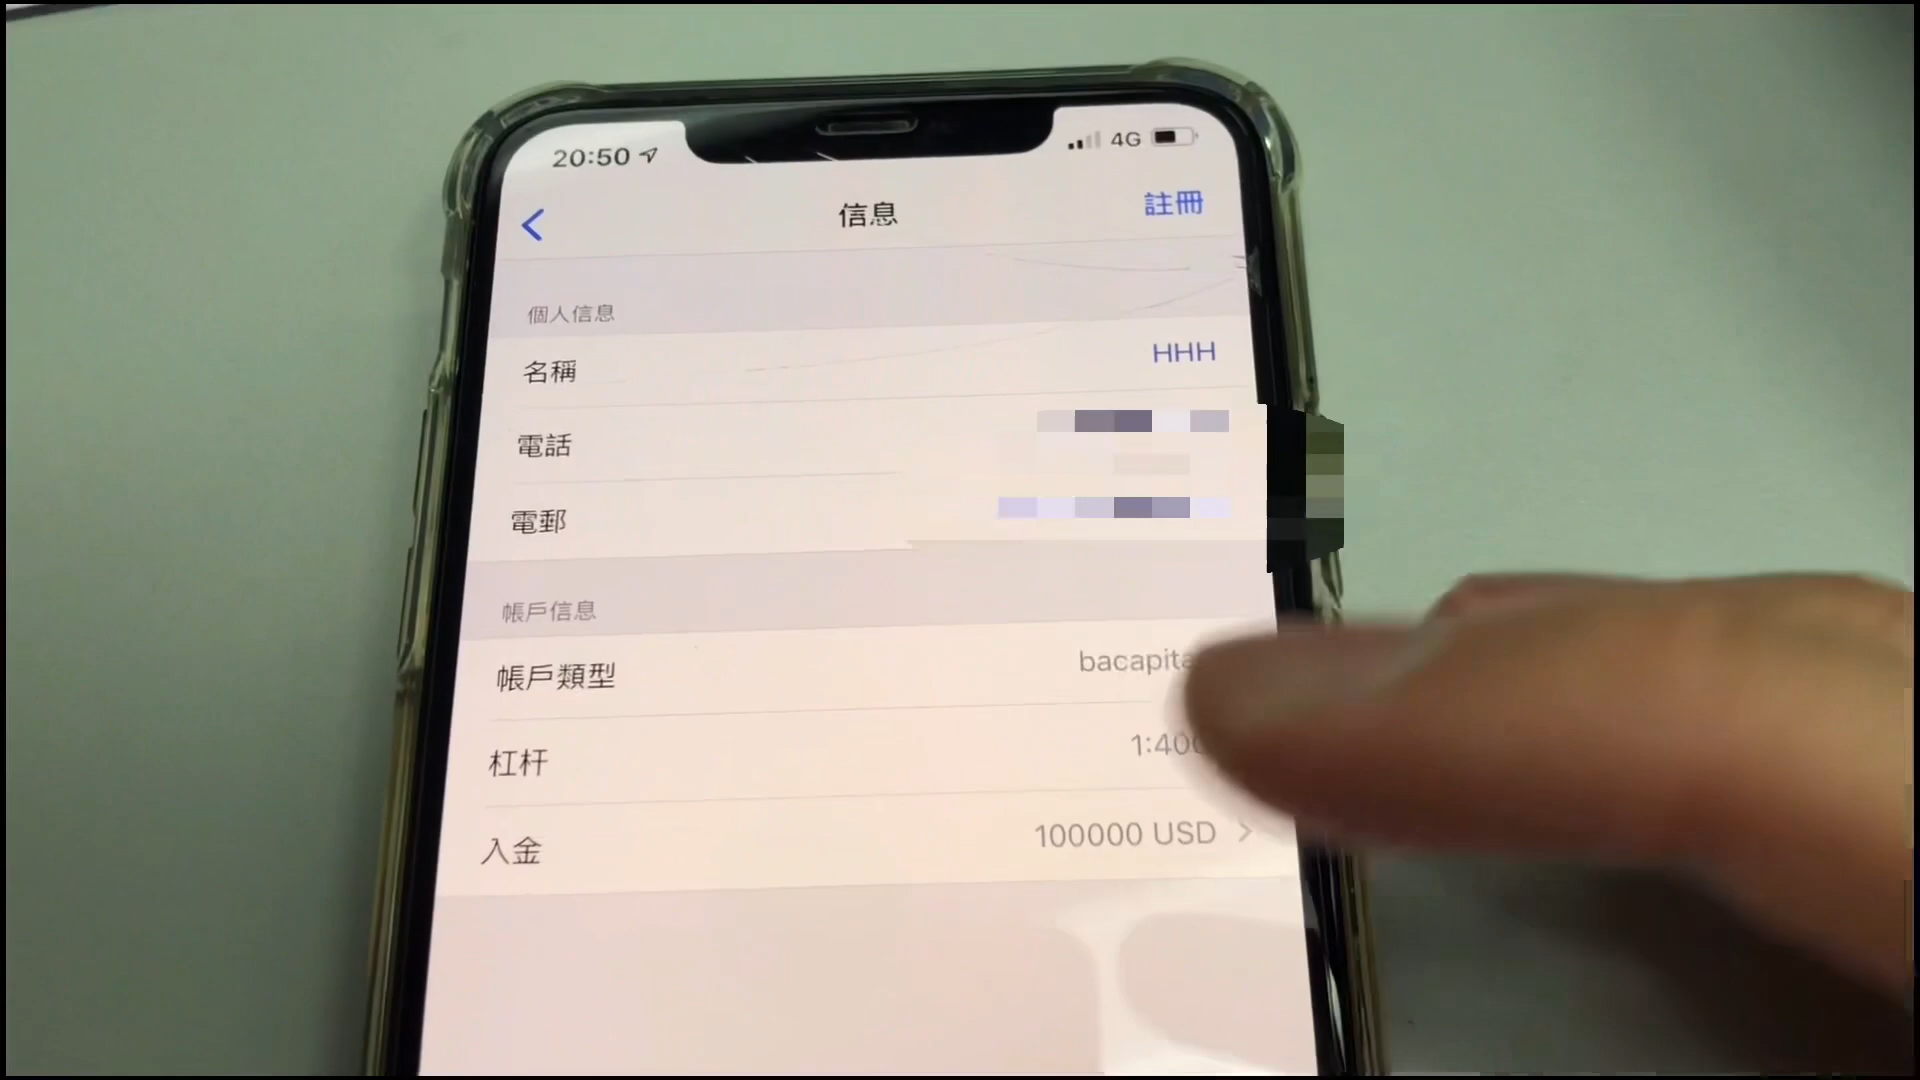 20:50
4G
信息
註冊
個人信息
名稱 HHH
電話
電郵
帳戶信息
帳戶類型 bacapita
槓杆 1:400
入金 100000 USD